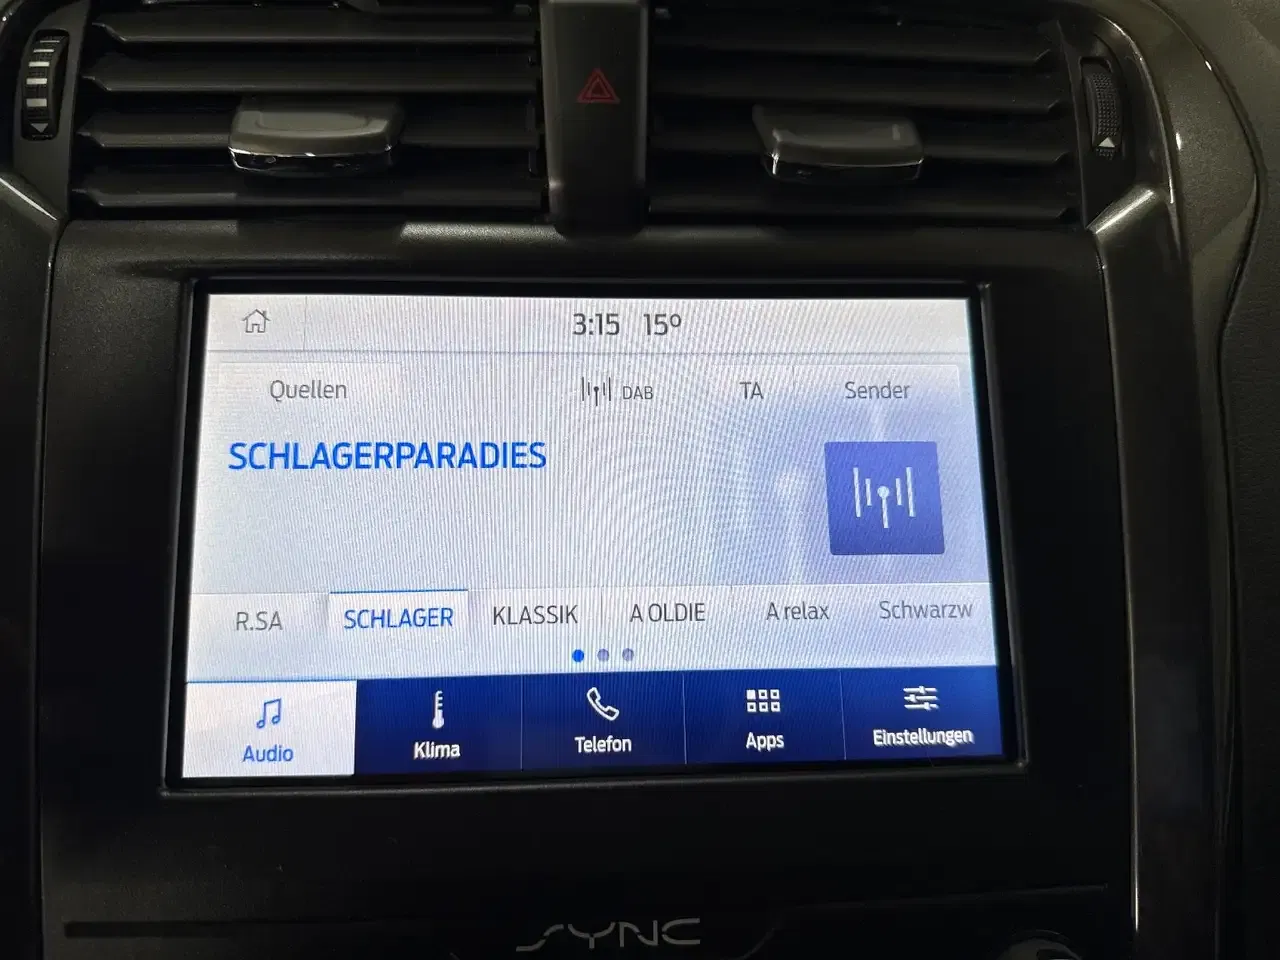 3:15 15º
Quellen DAB TA Sender
SCHLAGERPARADIES
R.SA SCHLAGER KLASSIK A OLDIE A relax Schwarzw
Audio Klima Telefon Apps Einstellungen
SYNC